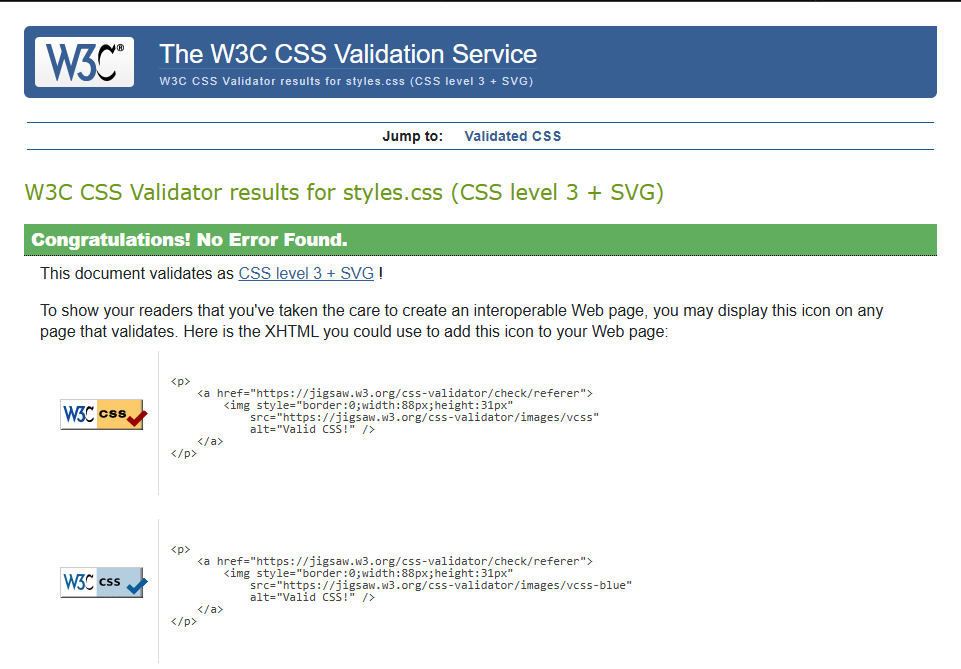 W3C®
The W3C CSS Validation Service
W3C CSS Validator results for styles.css (CSS level 3 + SVG)
Jump to: Validated CSS
W3C CSS Validator results for styles.css (CSS level 3 + SVG)
Congratulations! No Error Found.
This document validates as CSS level 3 + SVG !
To show your readers that you've taken the care to create an interoperable Web page, you may display this icon on any
page that validates. Here is the XHTML you could use to add this icon to your Web page:
W3C css
<p>
    <a href="https://jigsaw.w3.org/css-validator/check/referer">
        <img style="border:0;width:88px;height:31px"
            src="https://jigsaw.w3.org/css-validator/images/vcss"
            alt="Valid CSS!" />
    </a>
</p>
W3C css
<p>
    <a href="https://jigsaw.w3.org/css-validator/check/referer">
        <img style="border:0;width:88px;height:31px"
            src="https://jigsaw.w3.org/css-validator/images/vcss-blue"
            alt="Valid CSS!" />
    </a>
</p>